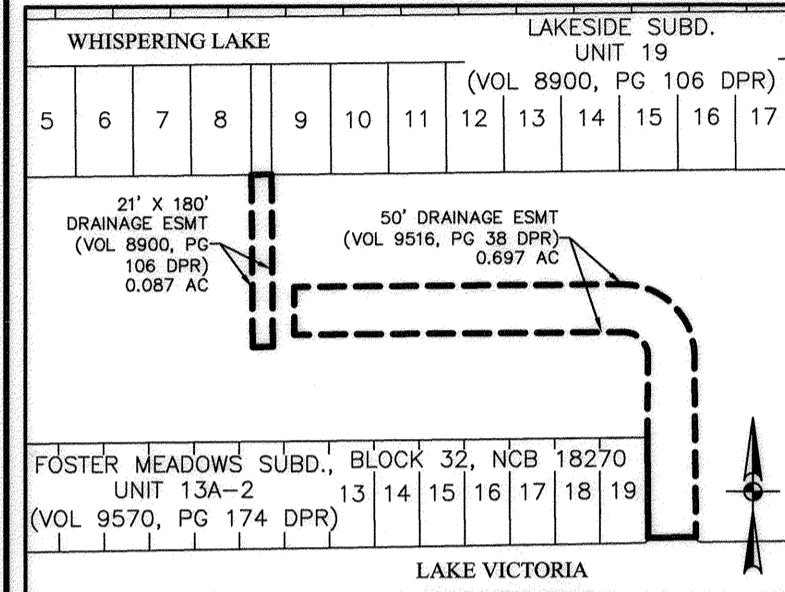 WHISPERING LAKE
LAKESIDE SUBD.
UNIT 19
(VOL 8900, PG 106 DPR)
5 6 7 8 9 10 11 12 13 14 15 16 17
21' X 180'
DRAINAGE ESMT
(VOL 8900, PG
106 DPR)
0.087 AC
50' DRAINAGE ESMT
(VOL 9516, PG 38 DPR)
0.697 AC
FOSTER MEADOWS SUBD., BLOCK 32, NCB 18270
UNIT 13A-2
13 14 15 16 17 18 19
(VOL 9570, PG 174 DPR)
LAKE VICTORIA